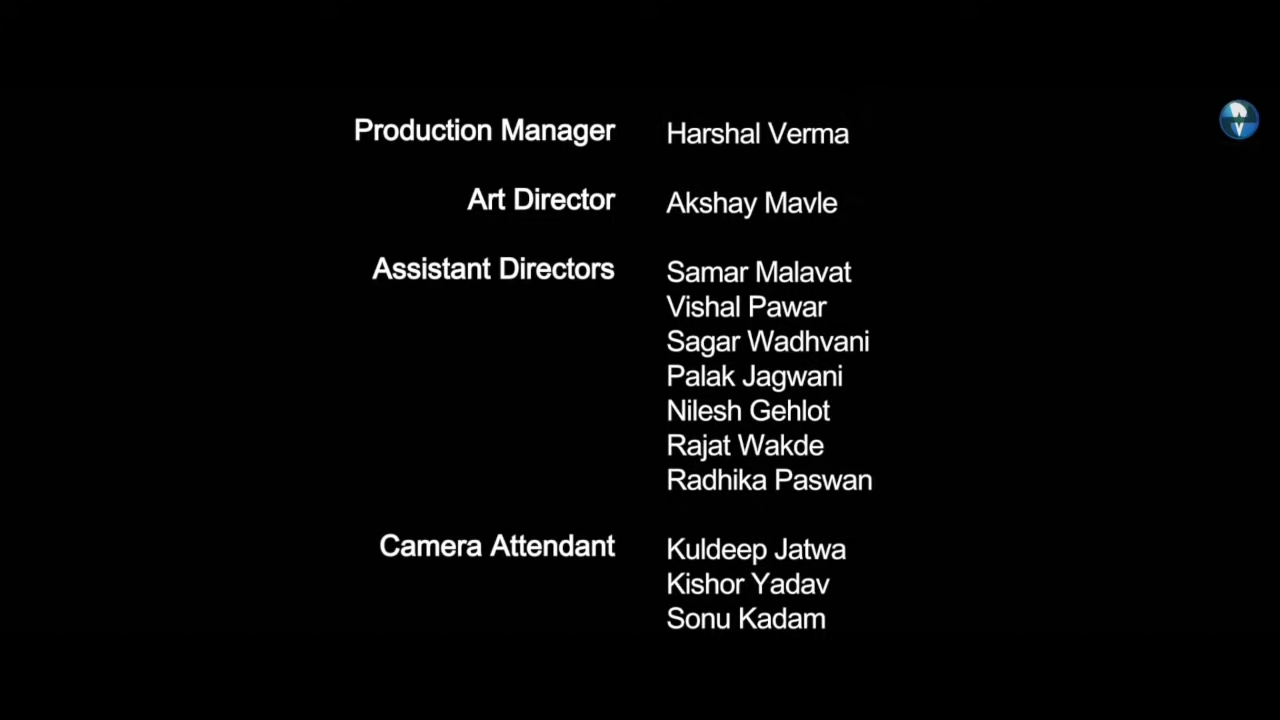 Production Manager Harshal Verma
Art Director Akshay Mavle
Assistant Directors Samar Malavat
Vishal Pawar
Sagar Wadhvani
Palak Jagwani
Nilesh Gehlot
Rajat Wakde
Radhika Paswan
Camera Attendant Kuldeep Jatwa
Kishor Yadav
Sonu Kadam